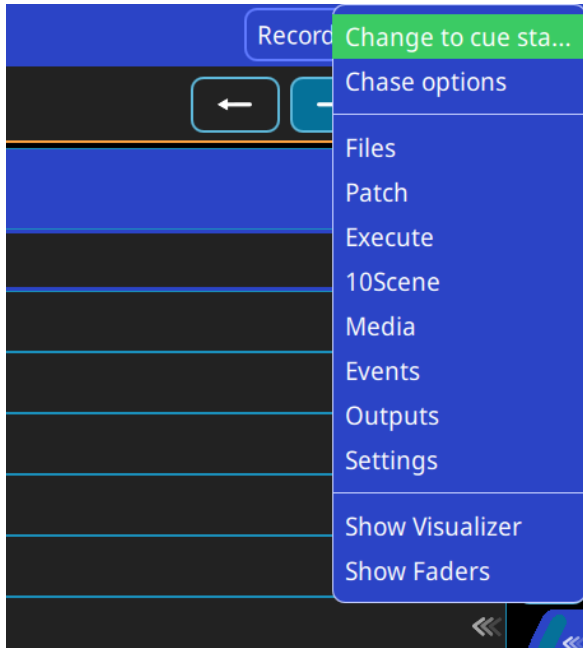 Record
Change to cue sta...
Chase options
Files
Patch
Execute
10Scene
Media
Events
Outputs
Settings
Show Visualizer
Show Faders